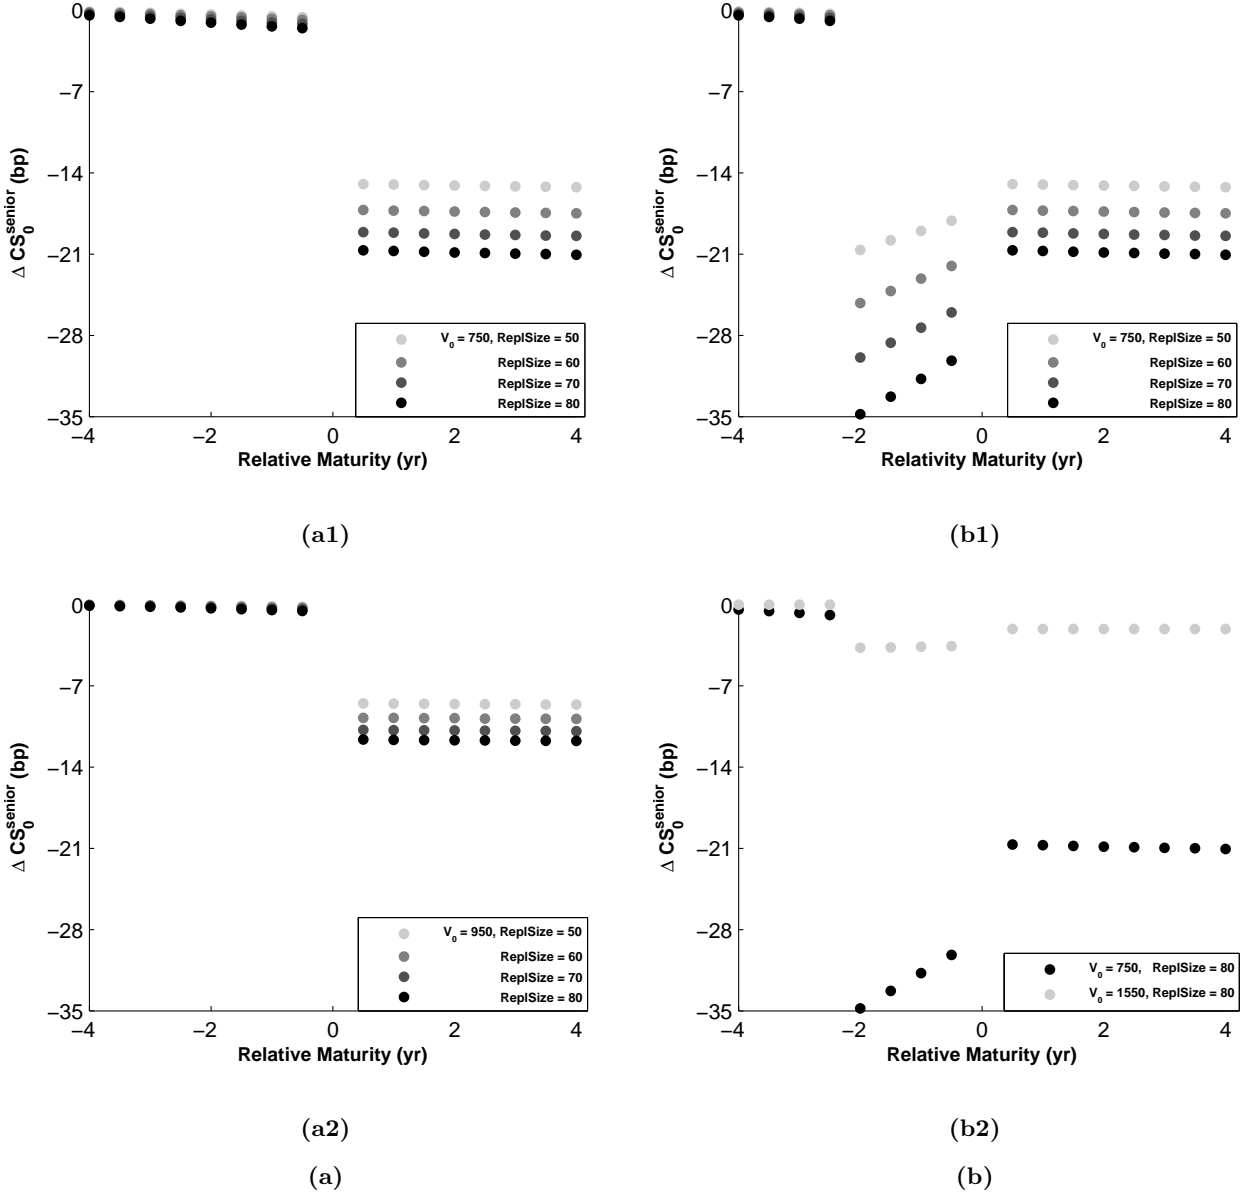 0
−7
−14
−21
−28
−35
−4
−2
0
2
4
Δ CS₀^senior (bp)
Relative Maturity (yr)
V₀ = 750, ReplSize = 50
ReplSize = 60
ReplSize = 70
ReplSize = 80
(a1)
0
−7
−14
−21
−28
−35
−4
−2
0
2
4
Δ CS₀^senior (bp)
Relativity Maturity (yr)
V₀ = 750, ReplSize = 50
ReplSize = 60
ReplSize = 70
ReplSize = 80
(b1)
0
−7
−14
−21
−28
−35
−4
−2
0
2
4
Δ CS₀^senior (bp)
Relative Maturity (yr)
V₀ = 950, ReplSize = 50
ReplSize = 60
ReplSize = 70
ReplSize = 80
(a2)
0
−7
−14
−21
−28
−35
−4
−2
0
2
4
Δ CS₀^senior (bp)
Relative Maturity (yr)
V₀ = 750, ReplSize = 80
V₀ = 1550, ReplSize = 80
(b2)
(a)
(b)